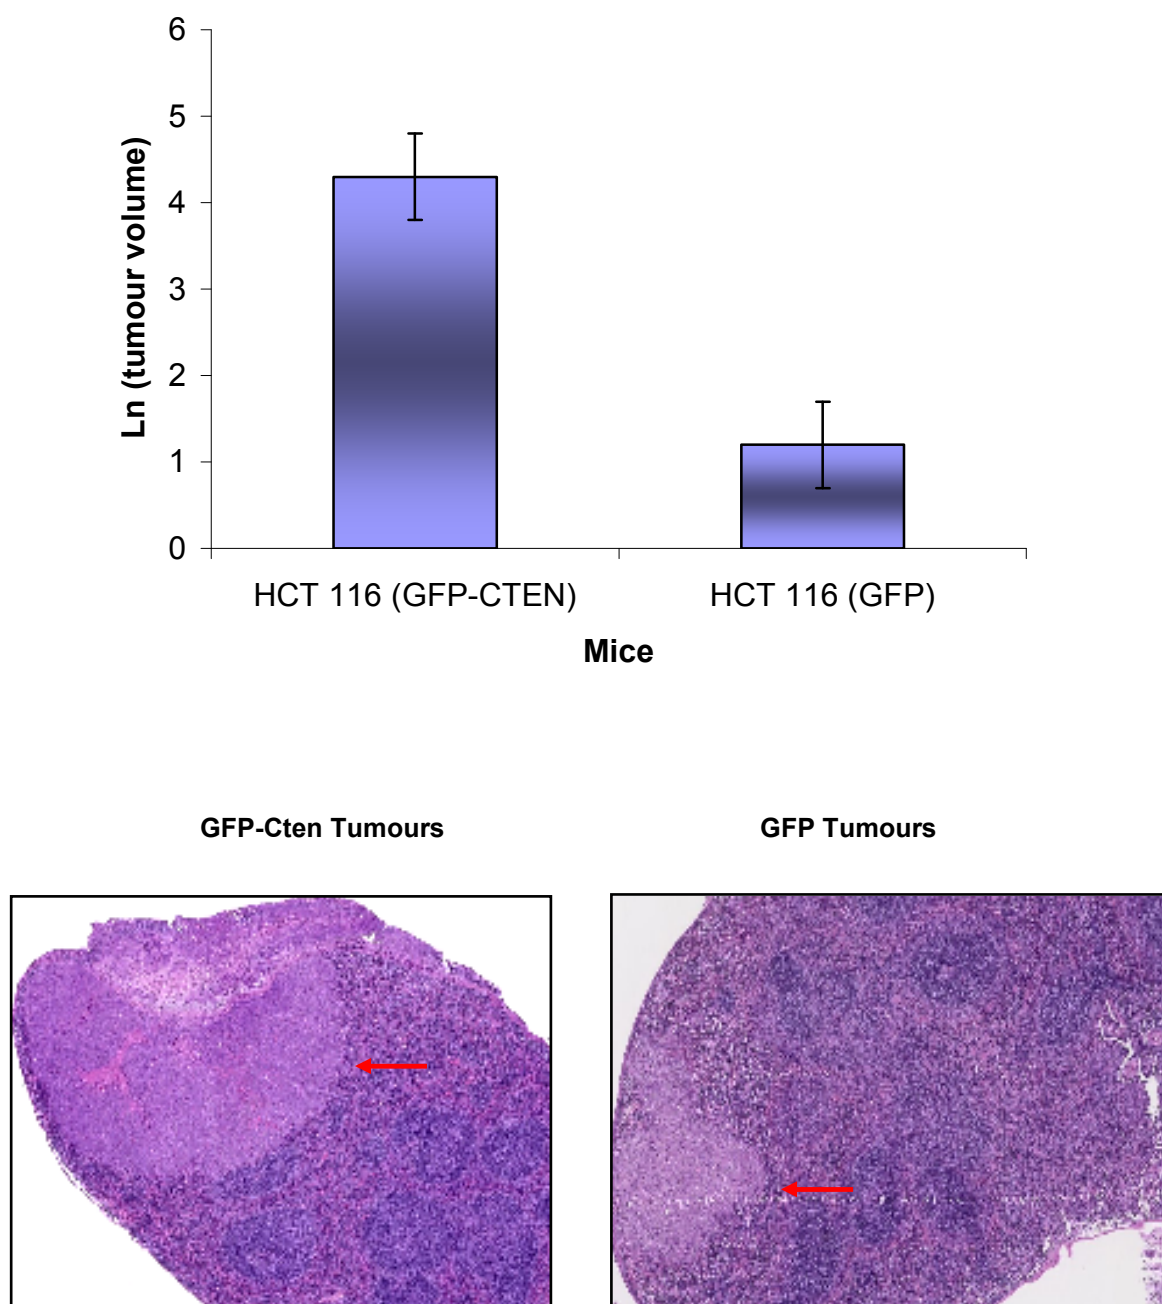 6
5
4
3
2
1
0
Ln (tumour volume)
HCT 116 (GFP-CTEN) HCT 116 (GFP)
Mice
GFP-Cten Tumours GFP Tumours